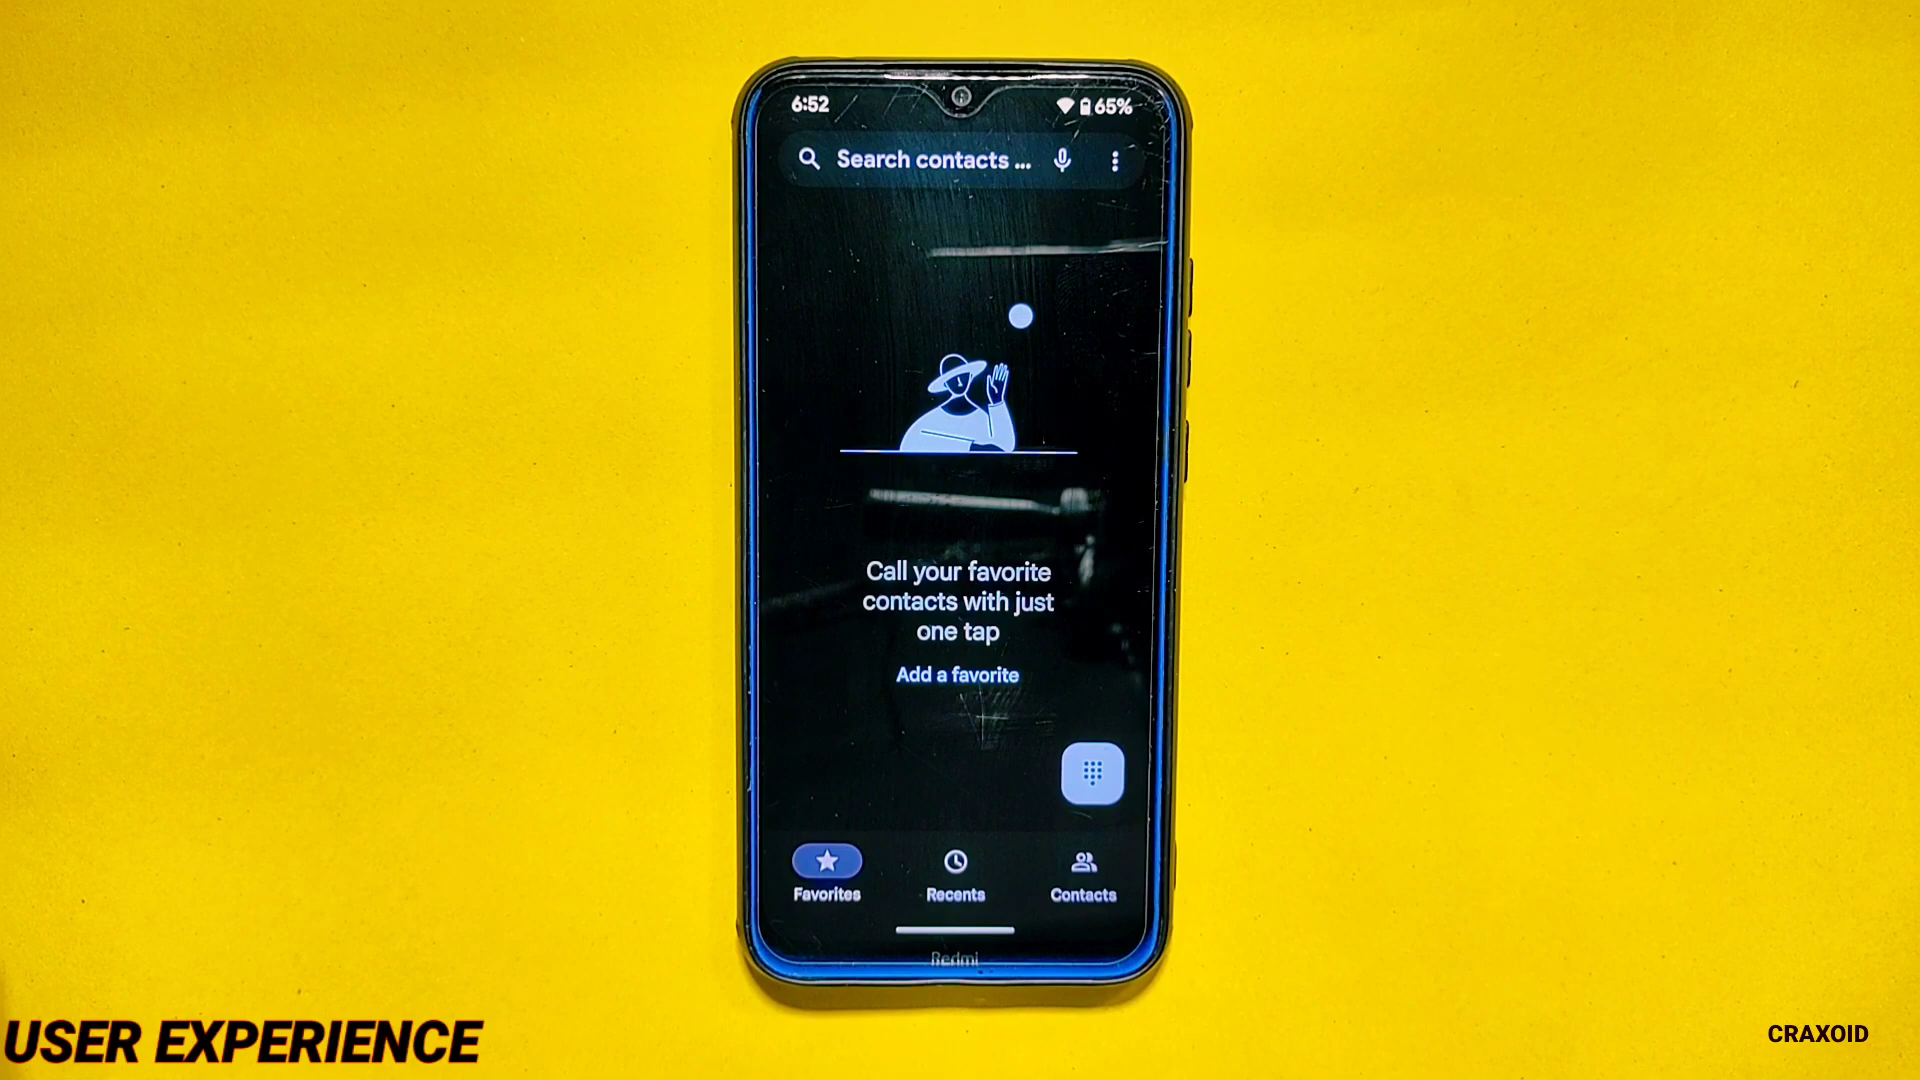 6:52
65%
Search contacts ...
Call your favorite
contacts with just
one tap
Add a favorite
Favorites
Recents
Contacts
Redmi
USER EXPERIENCE
CRAXOID